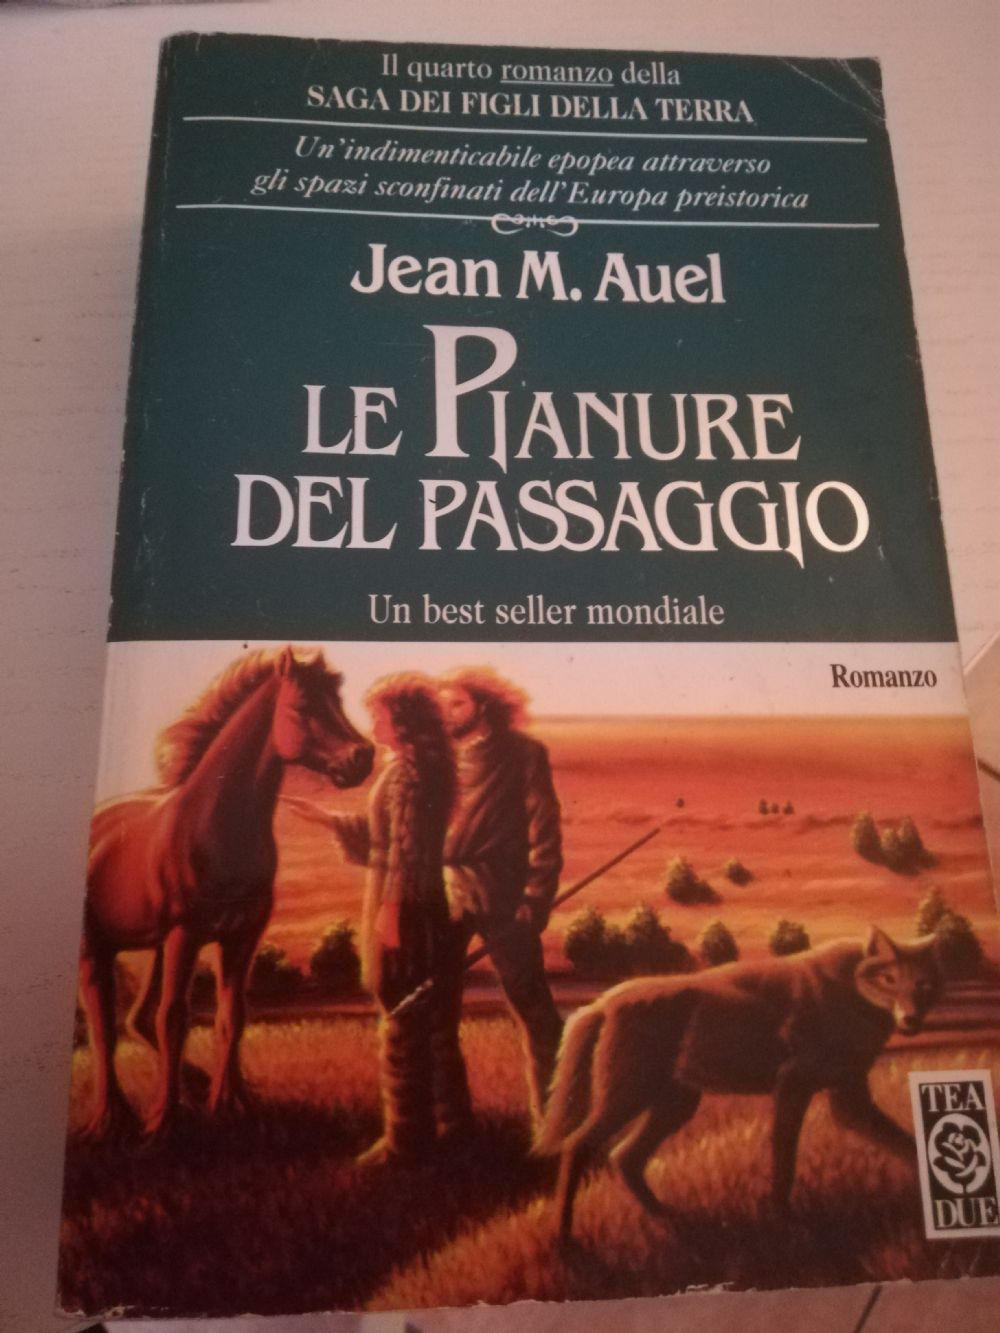 Il quarto romanzo della
SAGA DEI FIGLI DELLA TERRA
Un'indimenticabile epopea attraverso
gli spazi sconfinati dell'Europa preistorica
Jean M. Auel
LE PIANURE
DEL PASSAGGIO
Un best seller mondiale
Romanzo
TEA
DUE